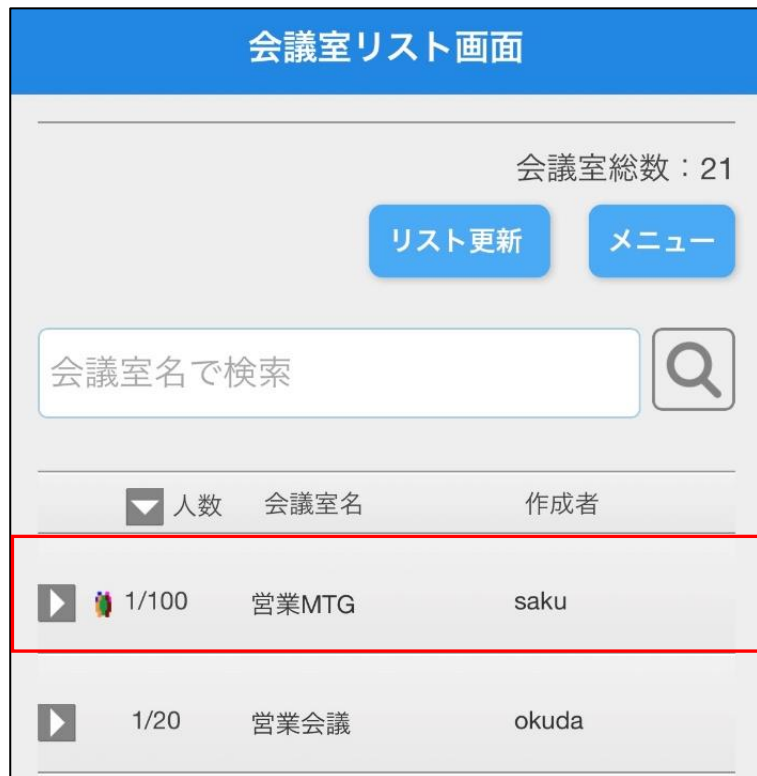 会議室リスト画面
会議室総数：21
リスト更新 メニュー
会議室名で検索
人数 会議室名 作成者
1/100 営業MTG saku
1/20 営業会議 okuda